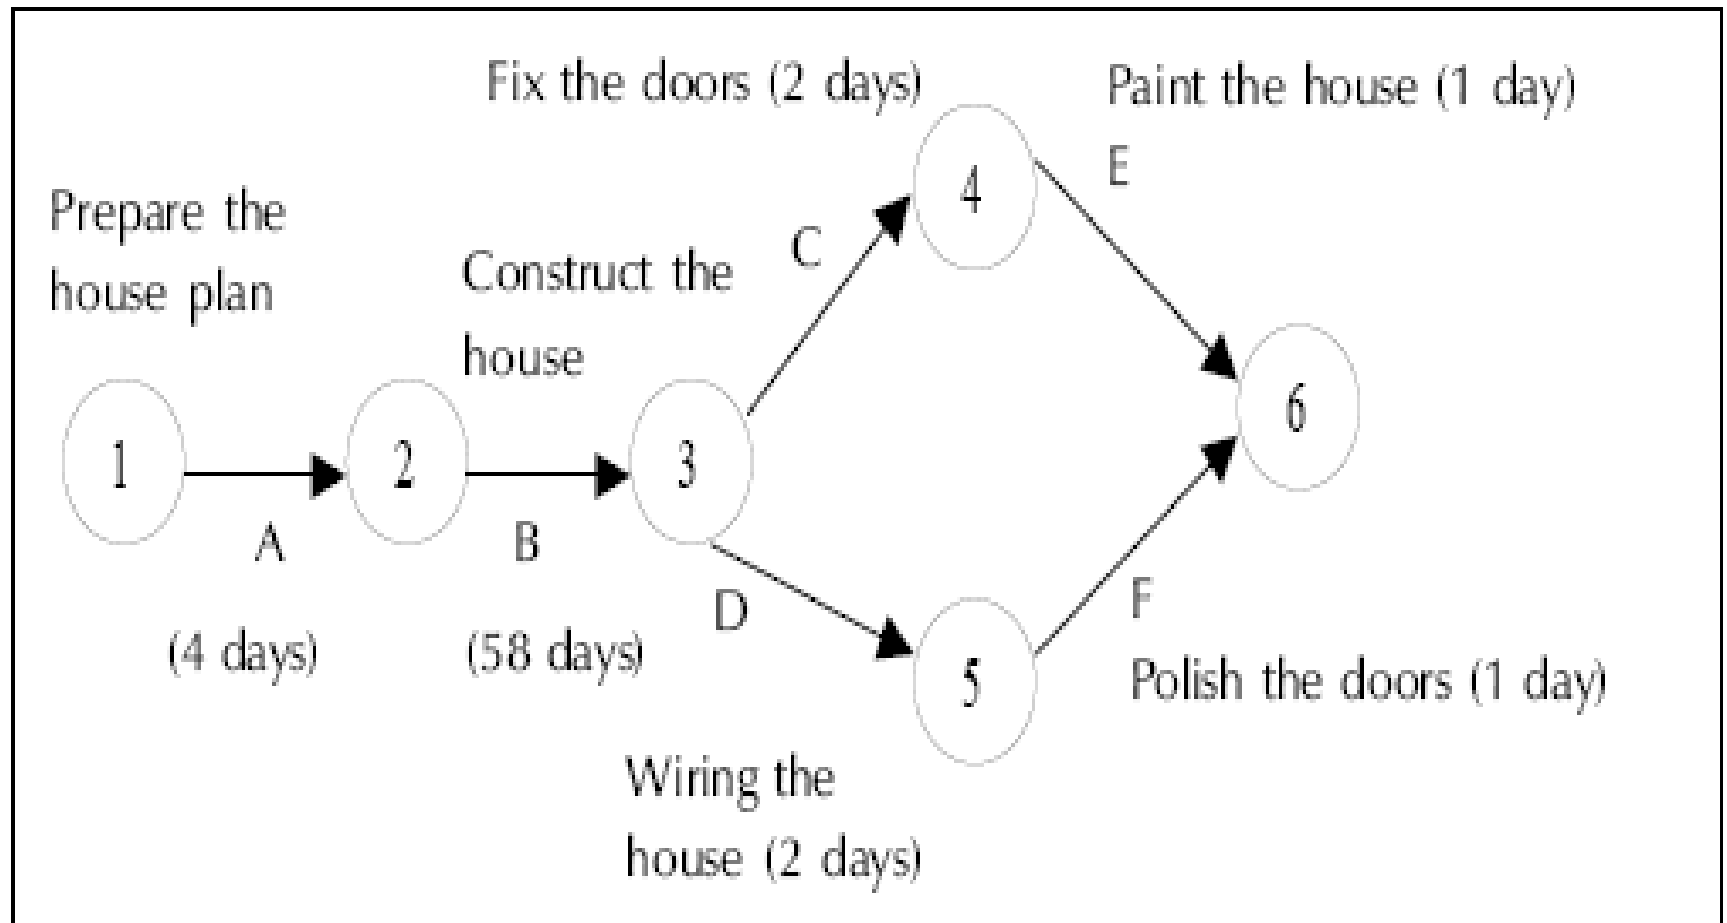 Fix the doors (2 days)
Paint the house (1 day)
E
4
Prepare the
house plan
C
Construct the
house
6
1
2
3
A
B
D
F
(4 days)
(58 days)
5
Polish the doors (1 day)
Wiring the
house (2 days)